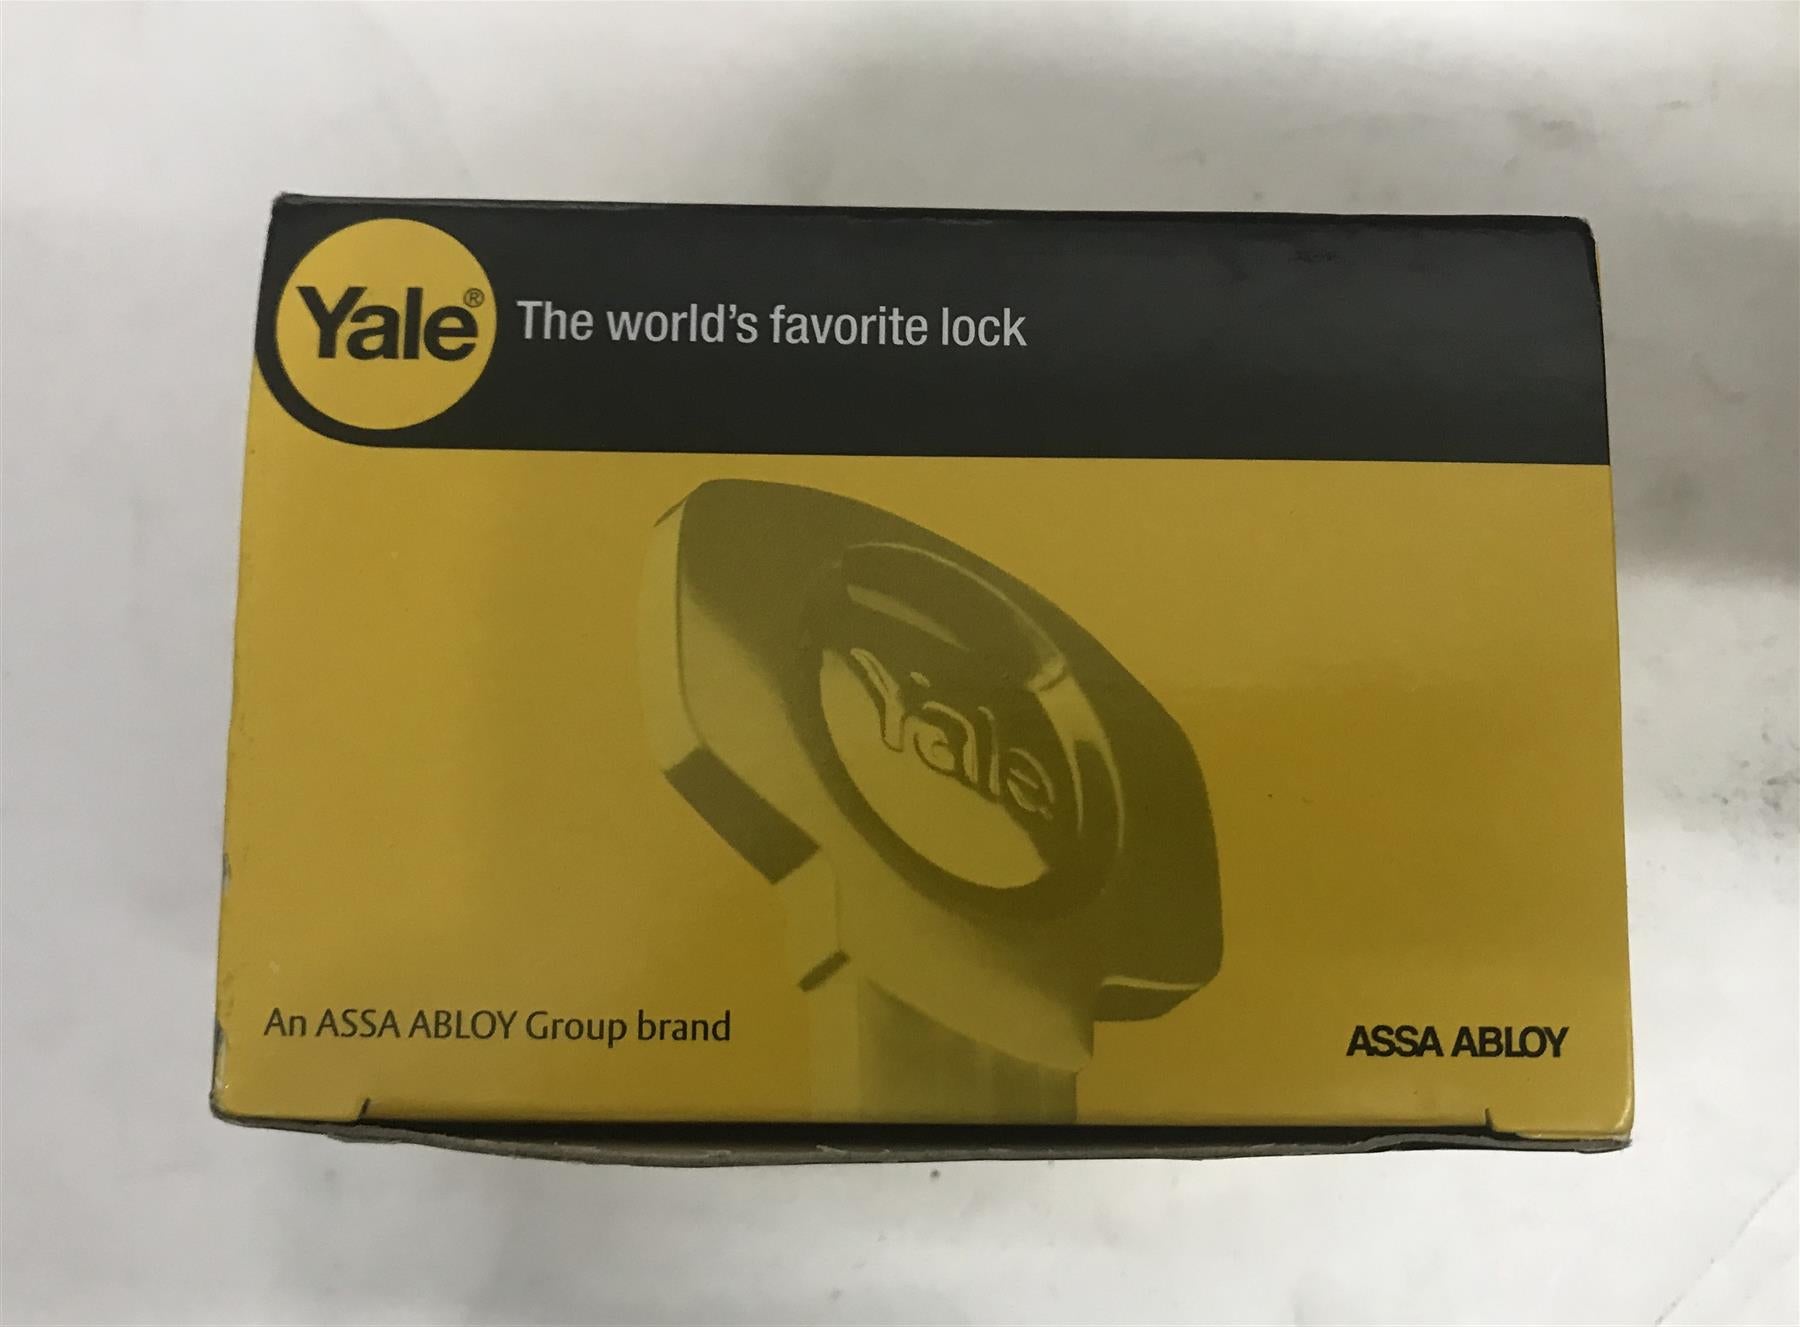 Yale®
The world's favorite lock
Yale
An ASSA ABLOY Group brand
ASSA ABLOY